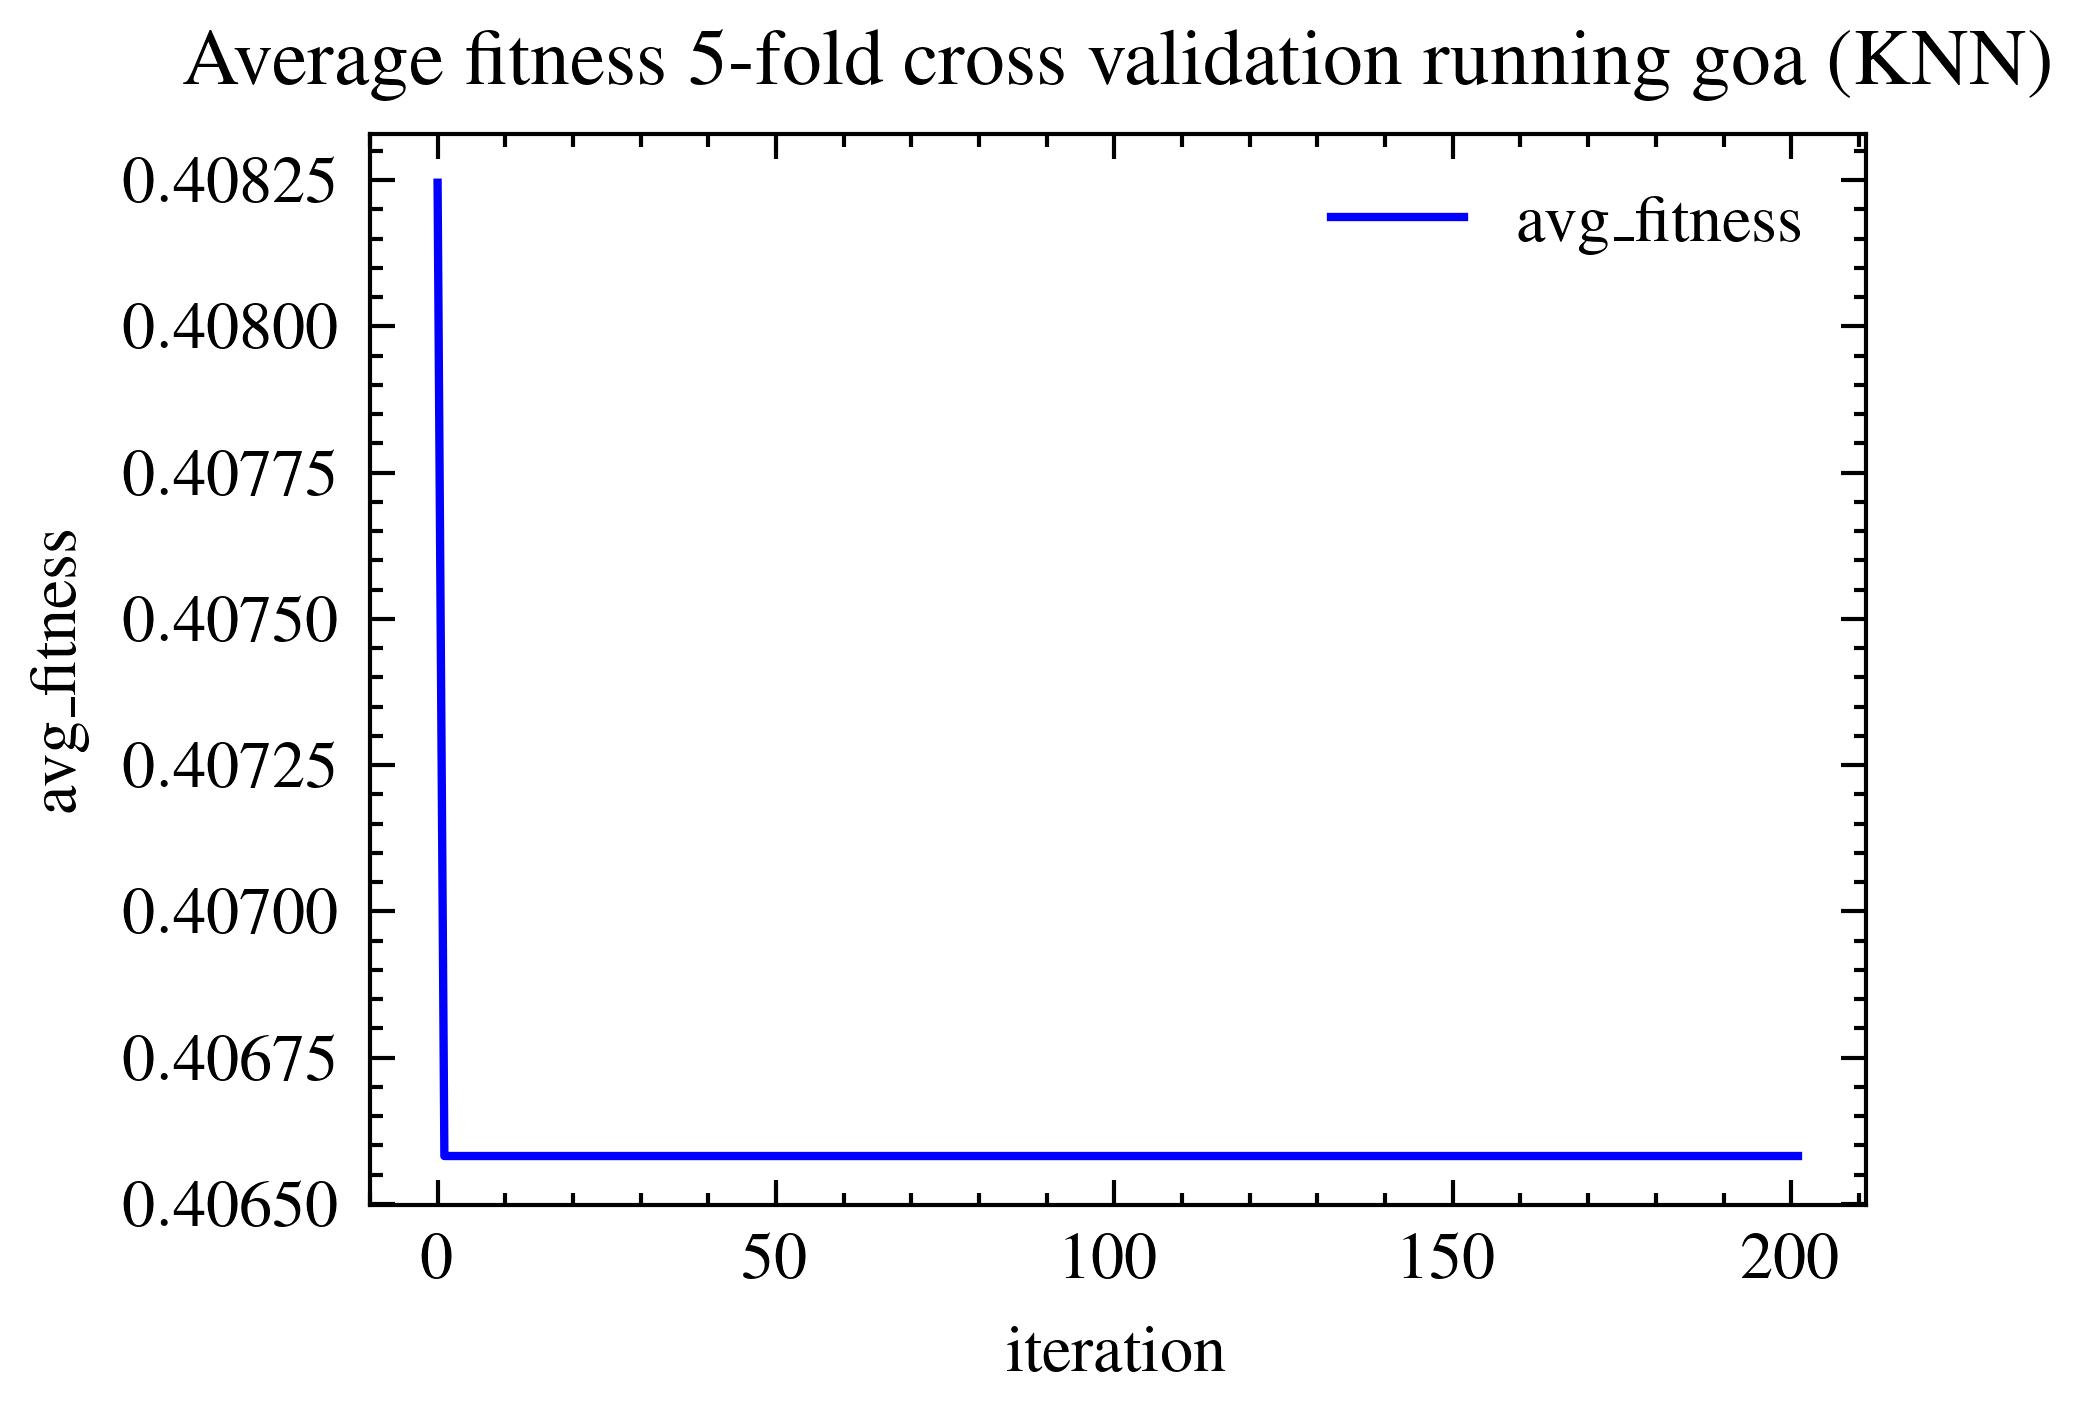 Average fitness 5-fold cross validation running goa (KNN)
avg_fitness
0.40825
0.40800
0.40775
0.40750
0.40725
0.40700
0.40675
0.40650
avg_fitness
0 50 100 150 200
iteration